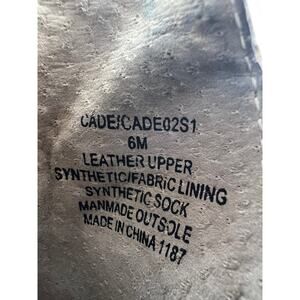 CADE/CADE02S1
6M
LEATHER UPPER
SYNTHETIC/FABRIC LINING
SYNTHETIC SOCK
MANMADE OUTSOLE
MADE IN CHINA 1187